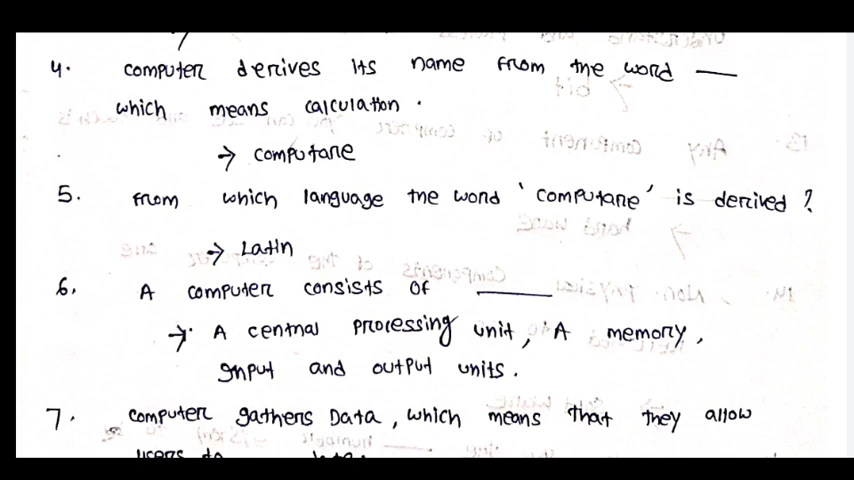 4. computer derives its name from the word —
which means calculation.
→ computare
5. from which language the word 'computare' is derived?
→ Latin
6. A computer consists of ______
→ A central processing unit, A memory,
Input and output units.
7. computer gathers Data, which means that they allow
users to